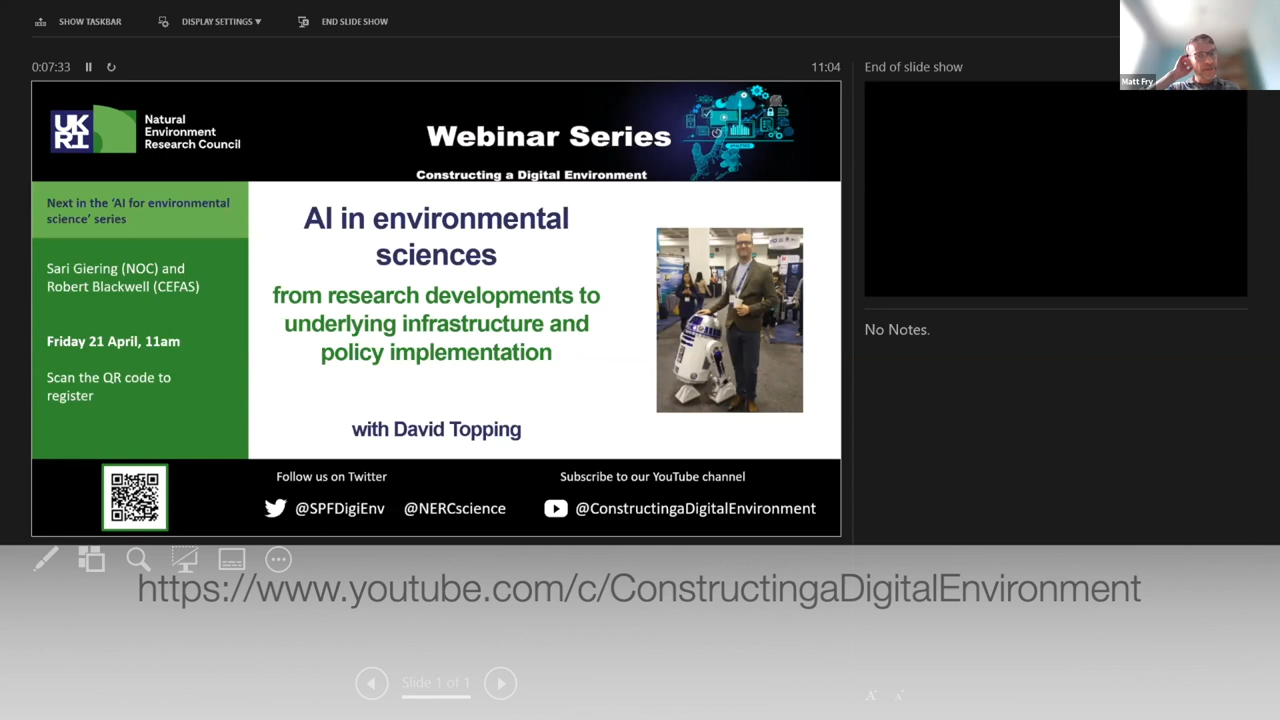 SHOW TASKBAR
DISPLAY SETTINGS ▼
END SLIDE SHOW
0:07:33
11:04
End of slide show
Matt Fry
UK
RI
Natural
Environment
Research Council
Webinar Series
Constructing a Digital Environment
Next in the 'AI for environmental
science' series
Sari Giering (NOC) and
Robert Blackwell (CEFAS)
Friday 21 April, 11am
Scan the QR code to
register
AI in environmental
sciences
from research developments to
underlying infrastructure and
policy implementation
with David Topping
No Notes.
Follow us on Twitter
@SPFDigiEnv
@NERCscience
Subscribe to our YouTube channel
@ConstructingaDigitalEnvironment
https://www.youtube.com/c/ConstructingaDigitalEnvironment
Slide 1 of 1
A
A